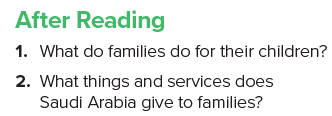 After Reading
1. What do families do for their children?
2. What things and services does
Saudi Arabia give to families?